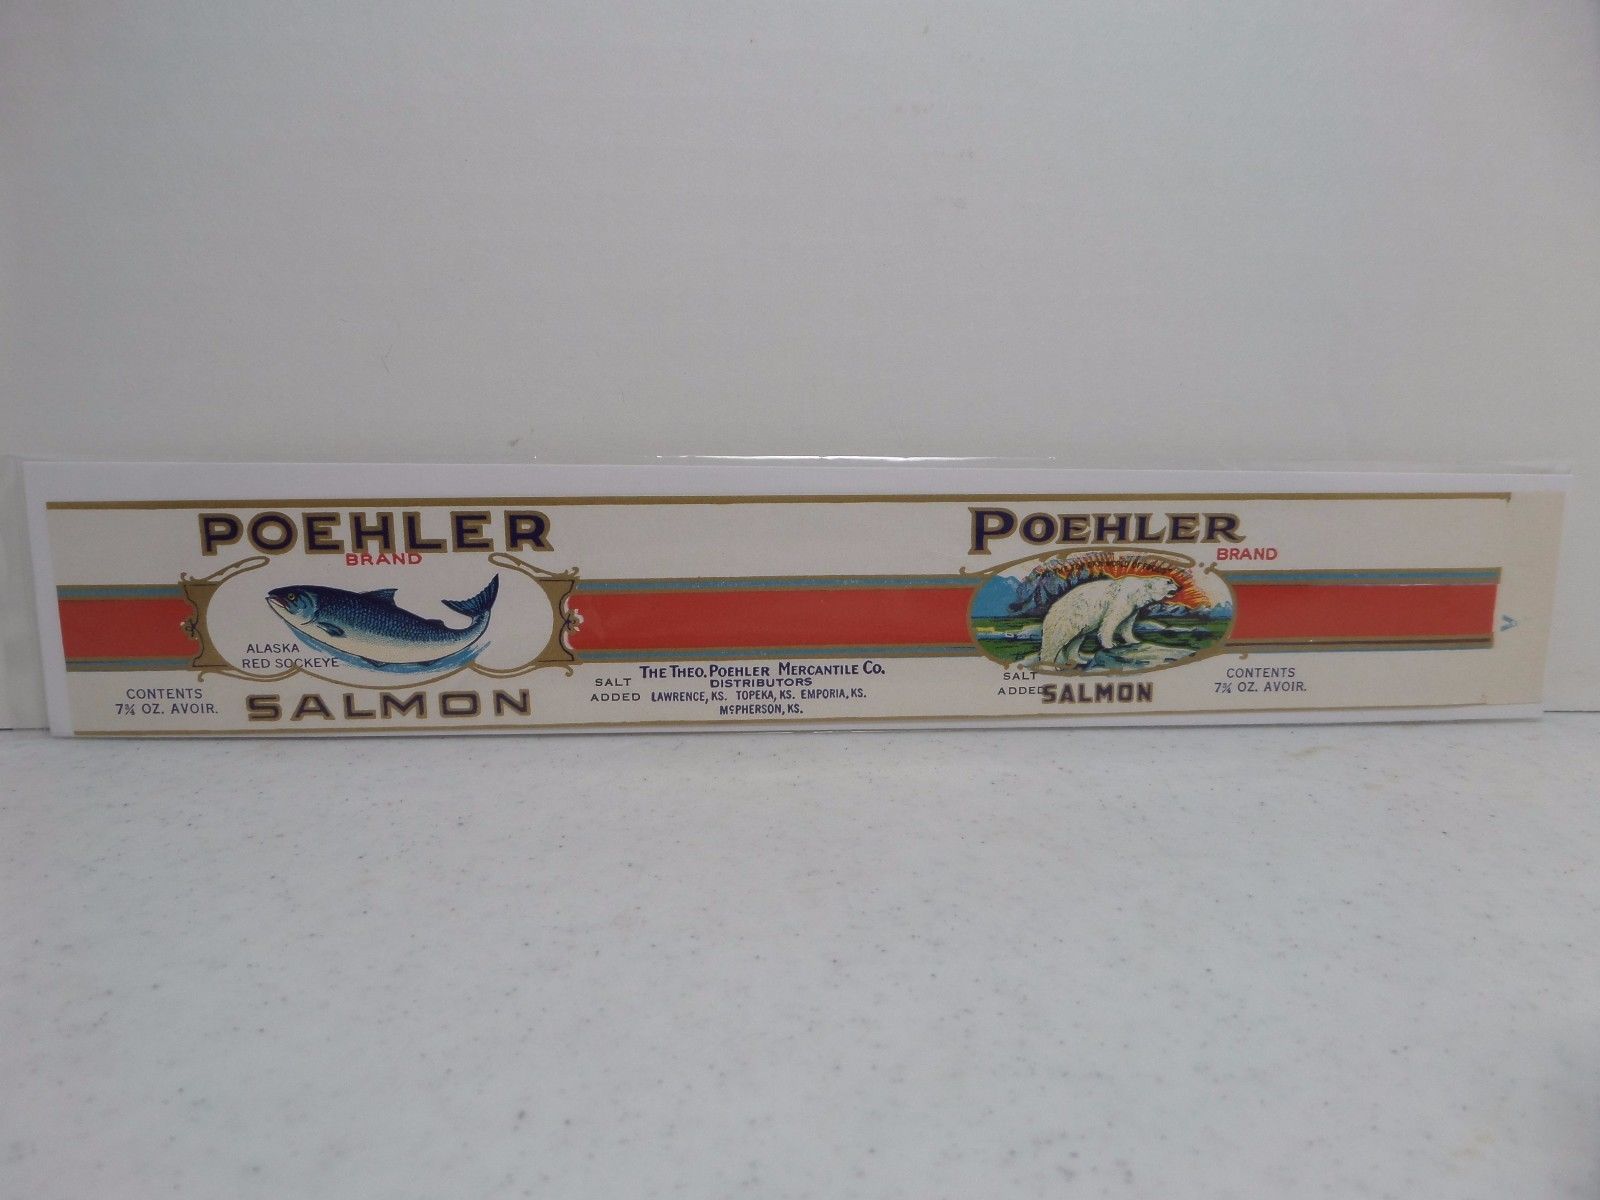 POEHLER
BRAND
ALASKA
RED SOCKEYE
CONTENTS
7¾ OZ. AVOIR.
SALMON
SALT
ADDED
THE THEO. POEHLER MERCANTILE CO.
DISTRIBUTORS
LAWRENCE, KS. TOPEKA, KS. EMPORIA, KS.
McPHERSON, KS.
POEHLER
BRAND
SALT
ADDED
SALMON
CONTENTS
7¾ OZ. AVOIR.